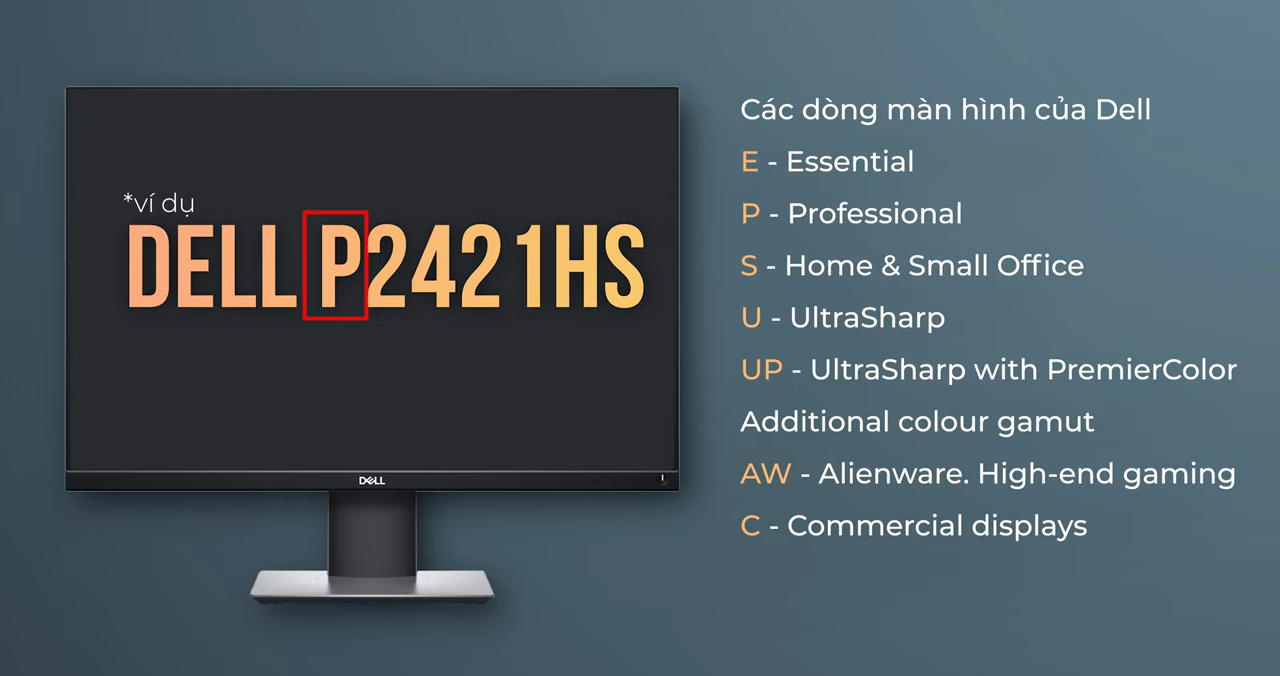 *ví dụ
DELL P2421HS
DELL
Các dòng màn hình của Dell
E - Essential
P - Professional
S - Home & Small Office
U - UltraSharp
UP - UltraSharp with PremierColor
Additional colour gamut
AW - Alienware. High-end gaming
C - Commercial displays